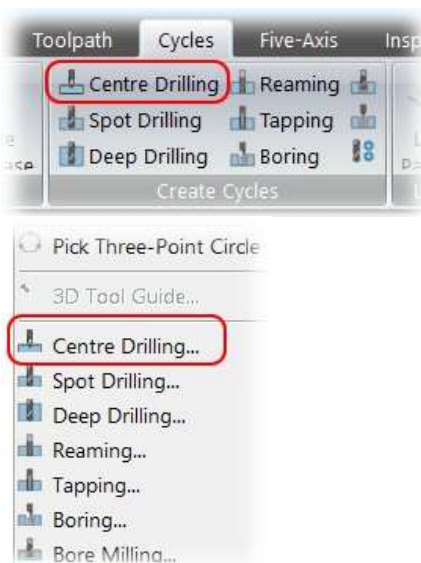 Toolpath Cycles Five-Axis Insp
Centre Drilling Reaming
Spot Drilling Tapping
Deep Drilling Boring
Create Cycles
Pick Three-Point Circle
3D Tool Guide...
Centre Drilling...
Spot Drilling...
Deep Drilling...
Reaming...
Tapping...
Boring...
Bore Milling...